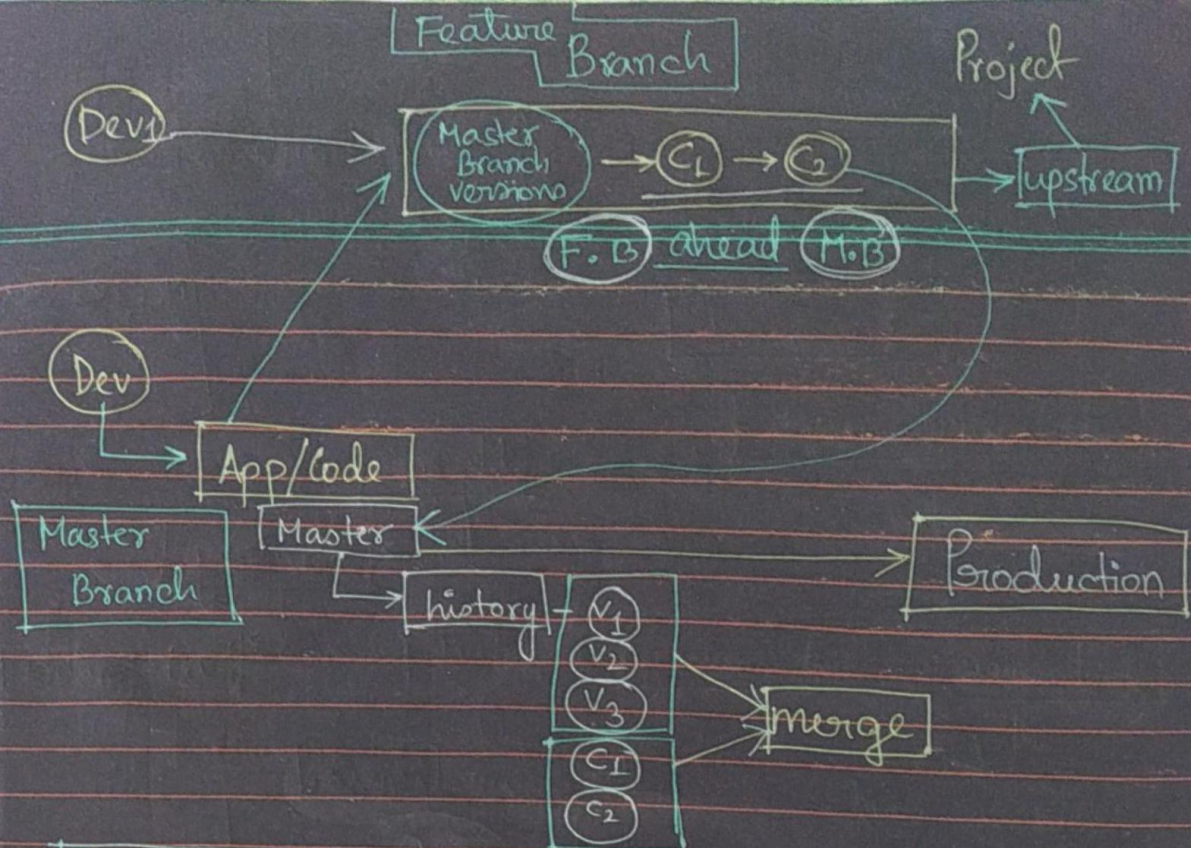 Feature
Branch
Project
Dev1
Master
Branch
versions
C1
C2
upstream
F.B ahead M.B
Dev
App/Code
Master
Branch
Master
Production
history
V1
V2
V3
merge
C1
C2